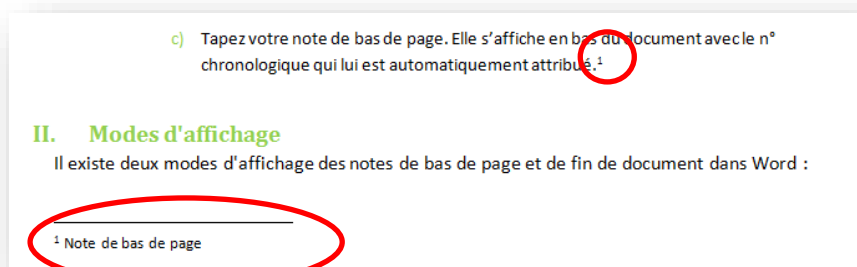 c) Tapez votre note de bas de page. Elle s'affiche en bas du document avec le n°
chronologique qui lui est automatiquement attribué.¹
II. Modes d'affichage
Il existe deux modes d'affichage des notes de bas de page et de fin de document dans Word :
¹ Note de bas de page